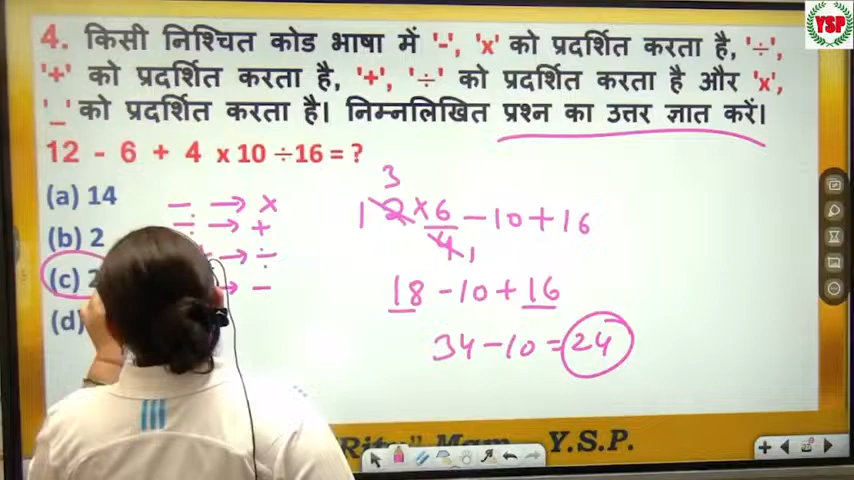 YSP
4. किसी निश्चित कोड भाषा में '-', 'x' को प्रदर्शित करता है, '÷',
'+' को प्रदर्शित करता है, '+', '÷' को प्रदर्शित करता है और 'x',
'_' को प्रदर्शित करता है। निम्नलिखित प्रश्न का उत्तर ज्ञात करें।
12 - 6 + 4 x 10 ÷16 = ?
(a) 14
(b) 2
(c) 2
(d)
— → ×
÷ → +
→ ÷
→ −
3
12 × 6 − 10 + 16
4 1
18 − 10 + 16
34 − 10 = 24
Mam Y.S.P.